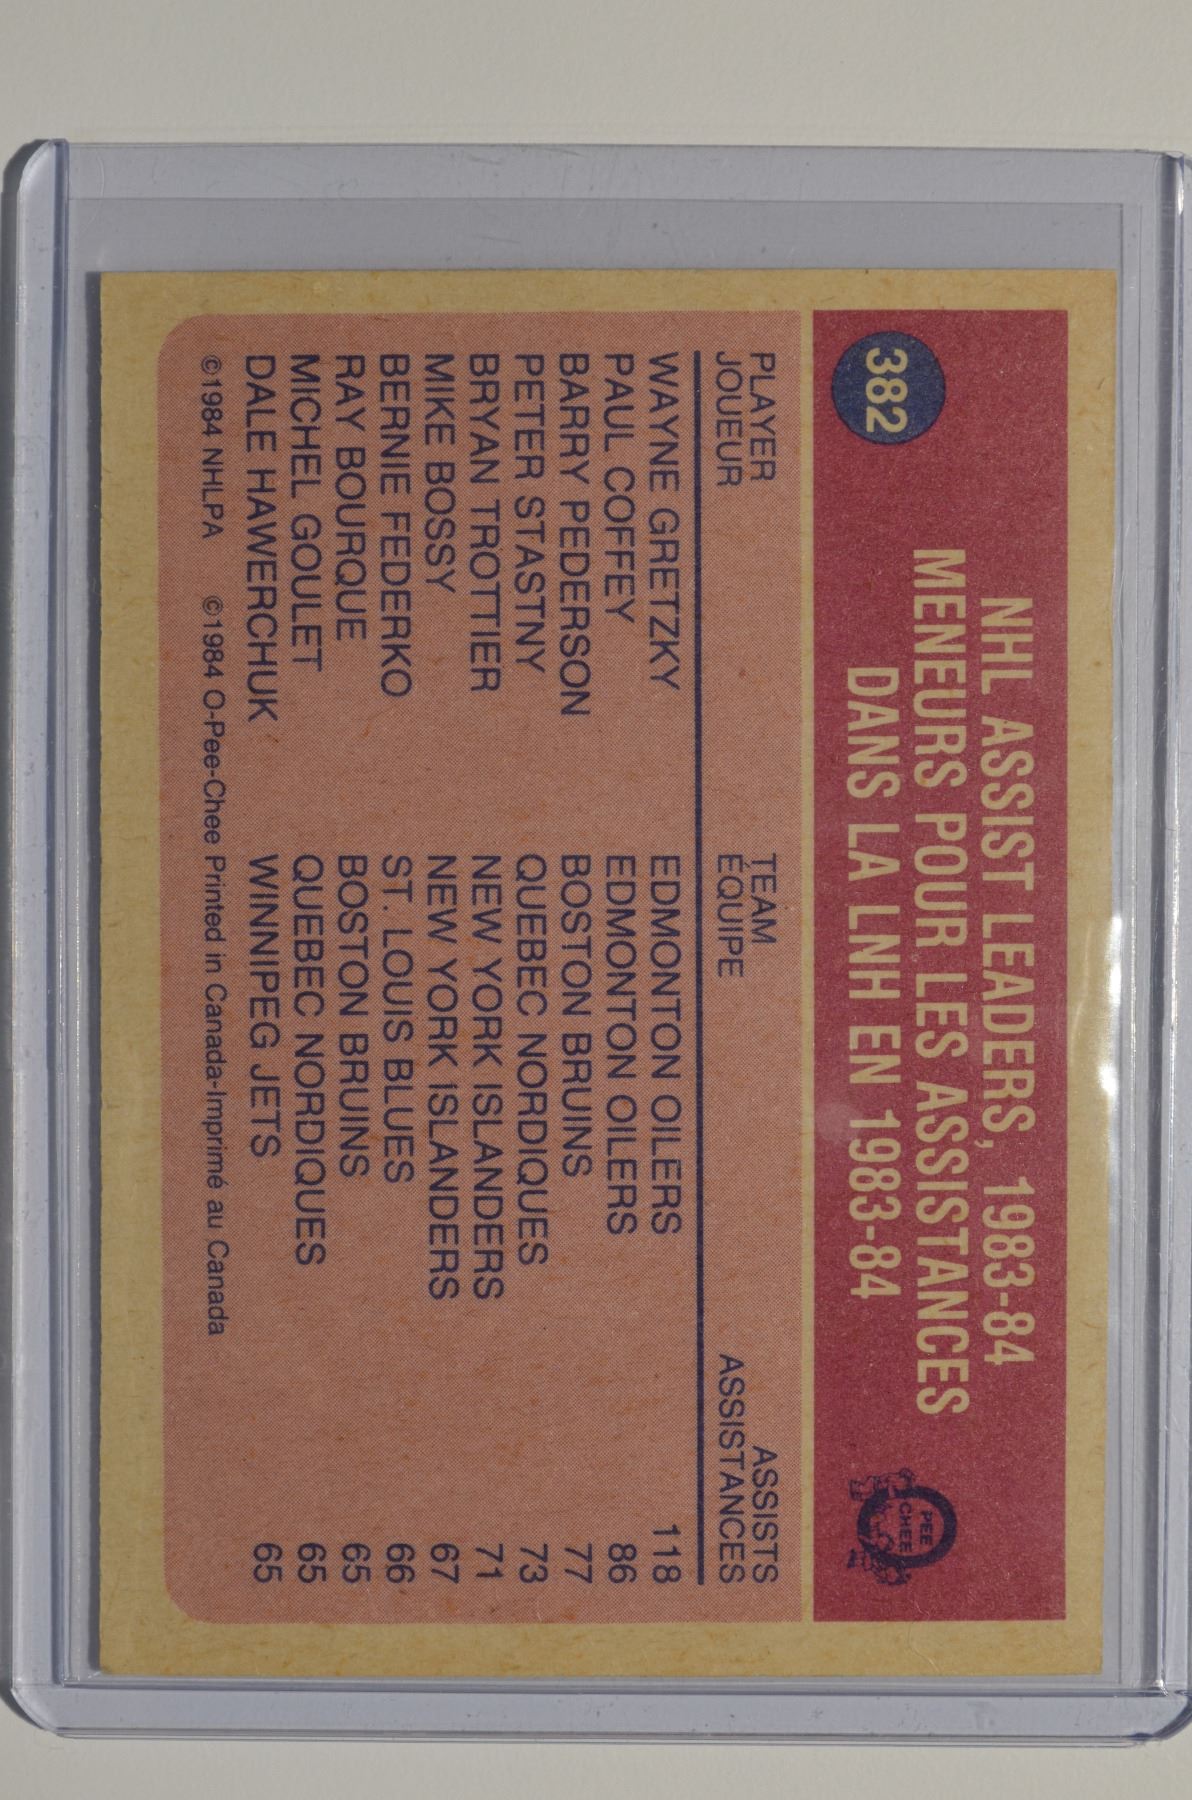 382
NHL ASSIST LEADERS, 1983-84
MENEURS POUR LES ASSISTANCES
DANS LA LNH EN 1983-84
PEE
CHEE
PLAYER TEAM ASSISTS
JOUEUR ÉQUIPE ASSISTANCES
WAYNE GRETZKY EDMONTON OILERS 118
PAUL COFFEY EDMONTON OILERS 86
BARRY PEDERSON BOSTON BRUINS 77
PETER STASTNY QUEBEC NORDIQUES 73
BRYAN TROTTIER NEW YORK ISLANDERS 71
MIKE BOSSY NEW YORK ISLANDERS 67
BERNIE FEDERKO ST. LOUIS BLUES 66
RAY BOURQUE BOSTON BRUINS 65
MICHEL GOULET QUEBEC NORDIQUES 65
DALE HAWERCHUK WINNIPEG JETS 65
©1984 NHLPA ©1984 O-Pee-Chee Printed in Canada-Imprimé au Canada